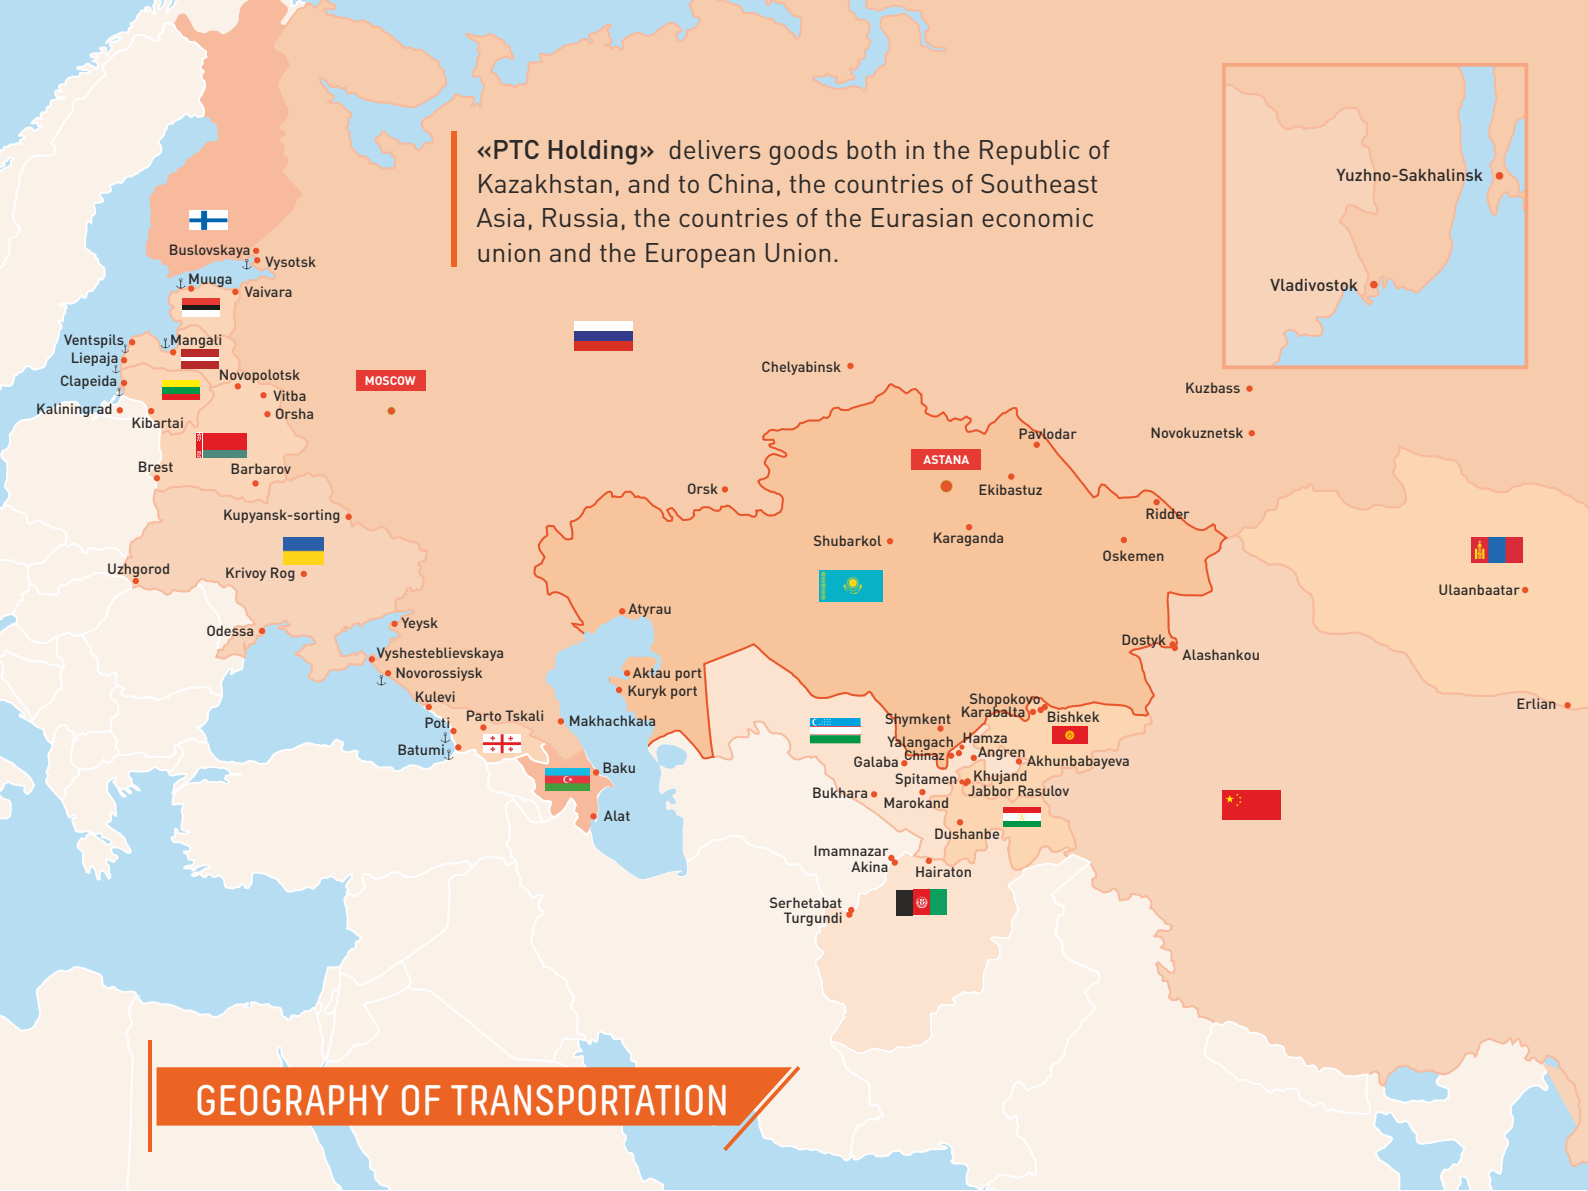 «PTC Holding» delivers goods both in the Republic of
Kazakhstan, and to China, the countries of Southeast
Asia, Russia, the countries of the Eurasian economic
union and the European Union.
Yuzhno-Sakhalinsk
Vladivostok
Buslovskaya
Vysotsk
Muuga
Vaivara
Ventspils
Mangali
Liepaja
Clapeida
Novopolotsk
Vitba
Kaliningrad
Orsha
Kibartai
MOSCOW
Brest
Barbarov
Kupyansk-sorting
Uzhgorod
Krivoy Rog
Odessa
Yeysk
Vyshesteblievskaya
Novorossiysk
Kulevi
Poti
Parto Tskali
Batumi
Makhachkala
Baku
Alat
Chelyabinsk
Kuzbass
Novokuznetsk
Pavlodar
ASTANA
Orsk
Ekibastuz
Ridder
Shubarkol
Karaganda
Oskemen
Ulaanbaatar
Atyrau
Dostyk
Alashankou
Aktau port
Kuryk port
Erlian
Shopokovo
Karabalta
Bishkek
Shymkent
Yalangach
Hamza
Chinaz
Angren
Galaba
Akhunbabayeva
Spitamen
Khujand
Bukhara
Jabbor Rasulov
Marokand
Dushanbe
Imamnazar
Akina
Hairaton
Serhetabat
Turgundi
GEOGRAPHY OF TRANSPORTATION